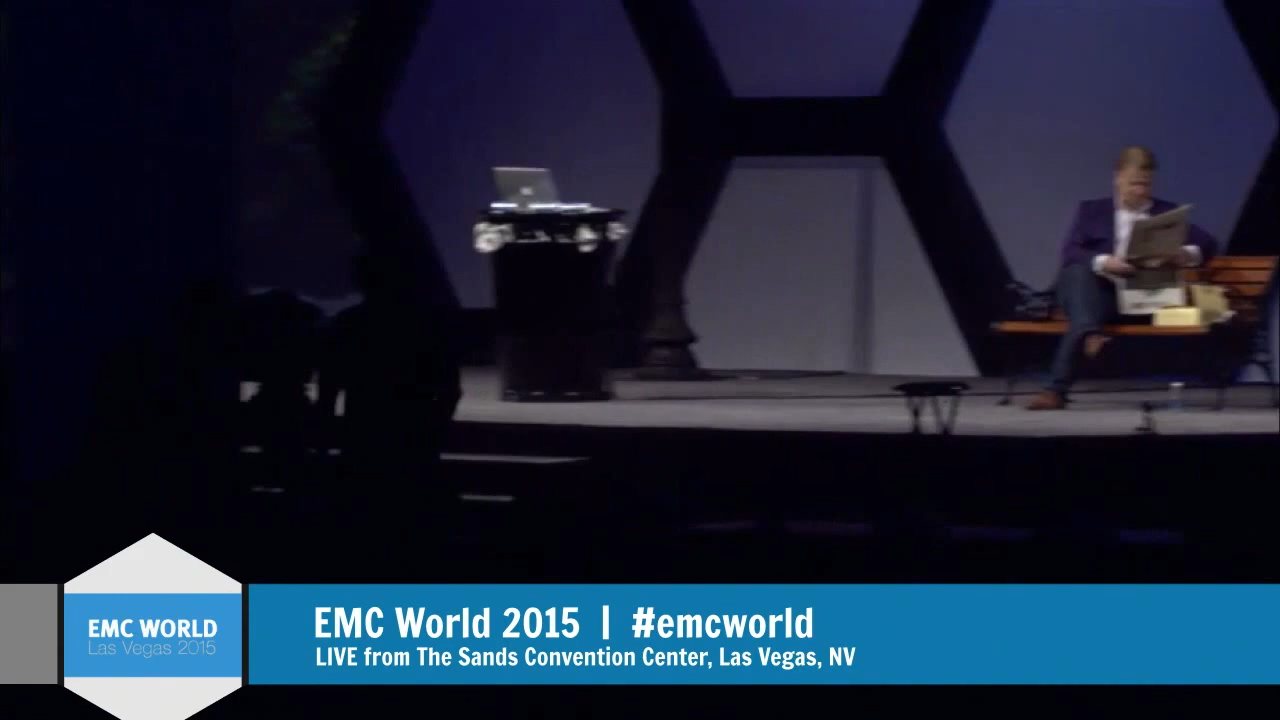 EMC World 2015 | #emcworld
LIVE from The Sands Convention Center, Las Vegas, NV
EMC WORLD
Las Vegas 2015